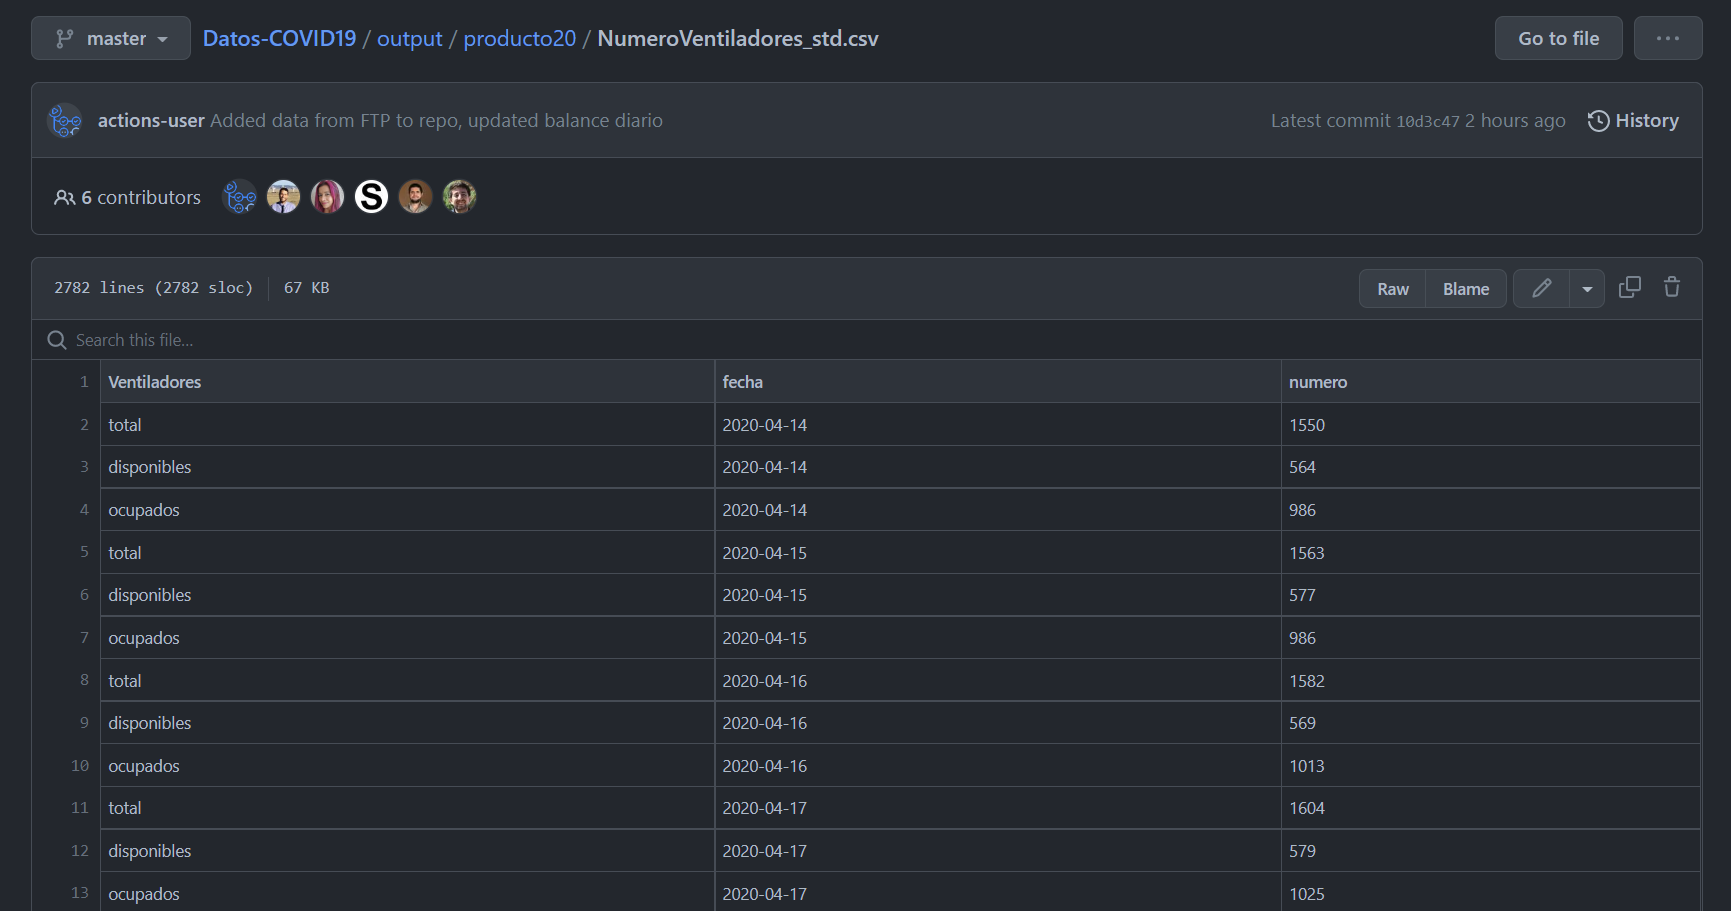 master Datos-COVID19 / output / producto20 / NumeroVentiladores_std.csv Go to file ...
actions-user Added data from FTP to repo, updated balance diario Latest commit 10d3c47 2 hours ago History
6 contributors S
2782 lines (2782 sloc) 67 KB Raw Blame
Search this file...
1 Ventiladores fecha numero
2 total 2020-04-14 1550
3 disponibles 2020-04-14 564
4 ocupados 2020-04-14 986
5 total 2020-04-15 1563
6 disponibles 2020-04-15 577
7 ocupados 2020-04-15 986
8 total 2020-04-16 1582
9 disponibles 2020-04-16 569
10 ocupados 2020-04-16 1013
11 total 2020-04-17 1604
12 disponibles 2020-04-17 579
13 ocupados 2020-04-17 1025